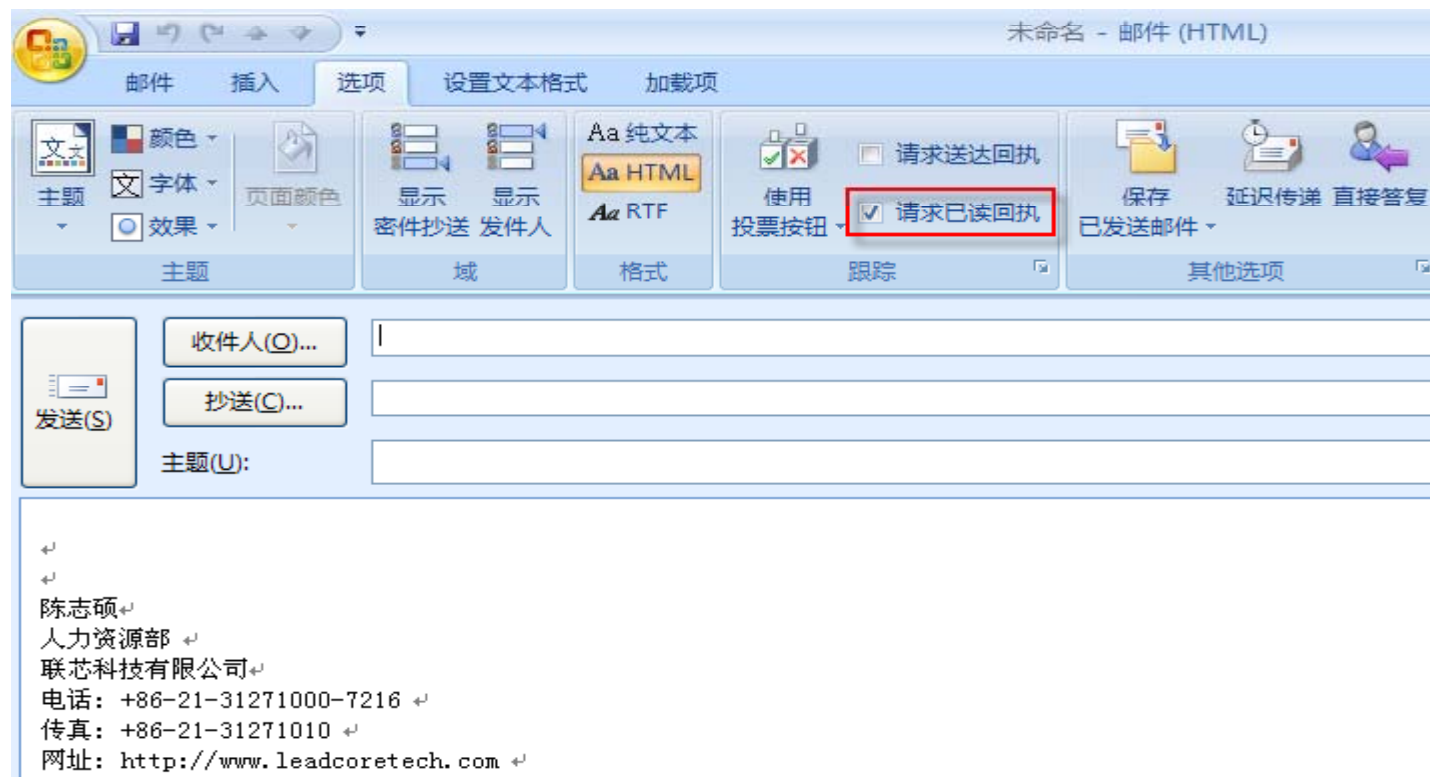 未命名 - 邮件 (HTML)
邮件 插入 选项 设置文本格式 加载项
主题
颜色
字体
效果
页面颜色
主题
显示
密件抄送
显示
发件人
域
Aa 纯文本
Aa HTML
Aa RTF
格式
使用
投票按钮
请求送达回执
请求已读回执
跟踪
保存
已发送邮件
延迟传递
直接答复
其他选项
发送(S)
收件人(O)...
抄送(C)...
主题(U):
陈志硕
人力资源部
联芯科技有限公司
电话: +86-21-31271000-7216
传真: +86-21-31271010
网址: http://www.leadcoretech.com